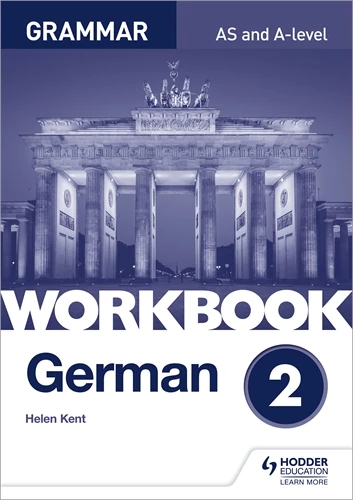 GRAMMAR AS and A-level
WORKBOOK
German 2
Helen Kent
HODDER
EDUCATION
LEARN MORE